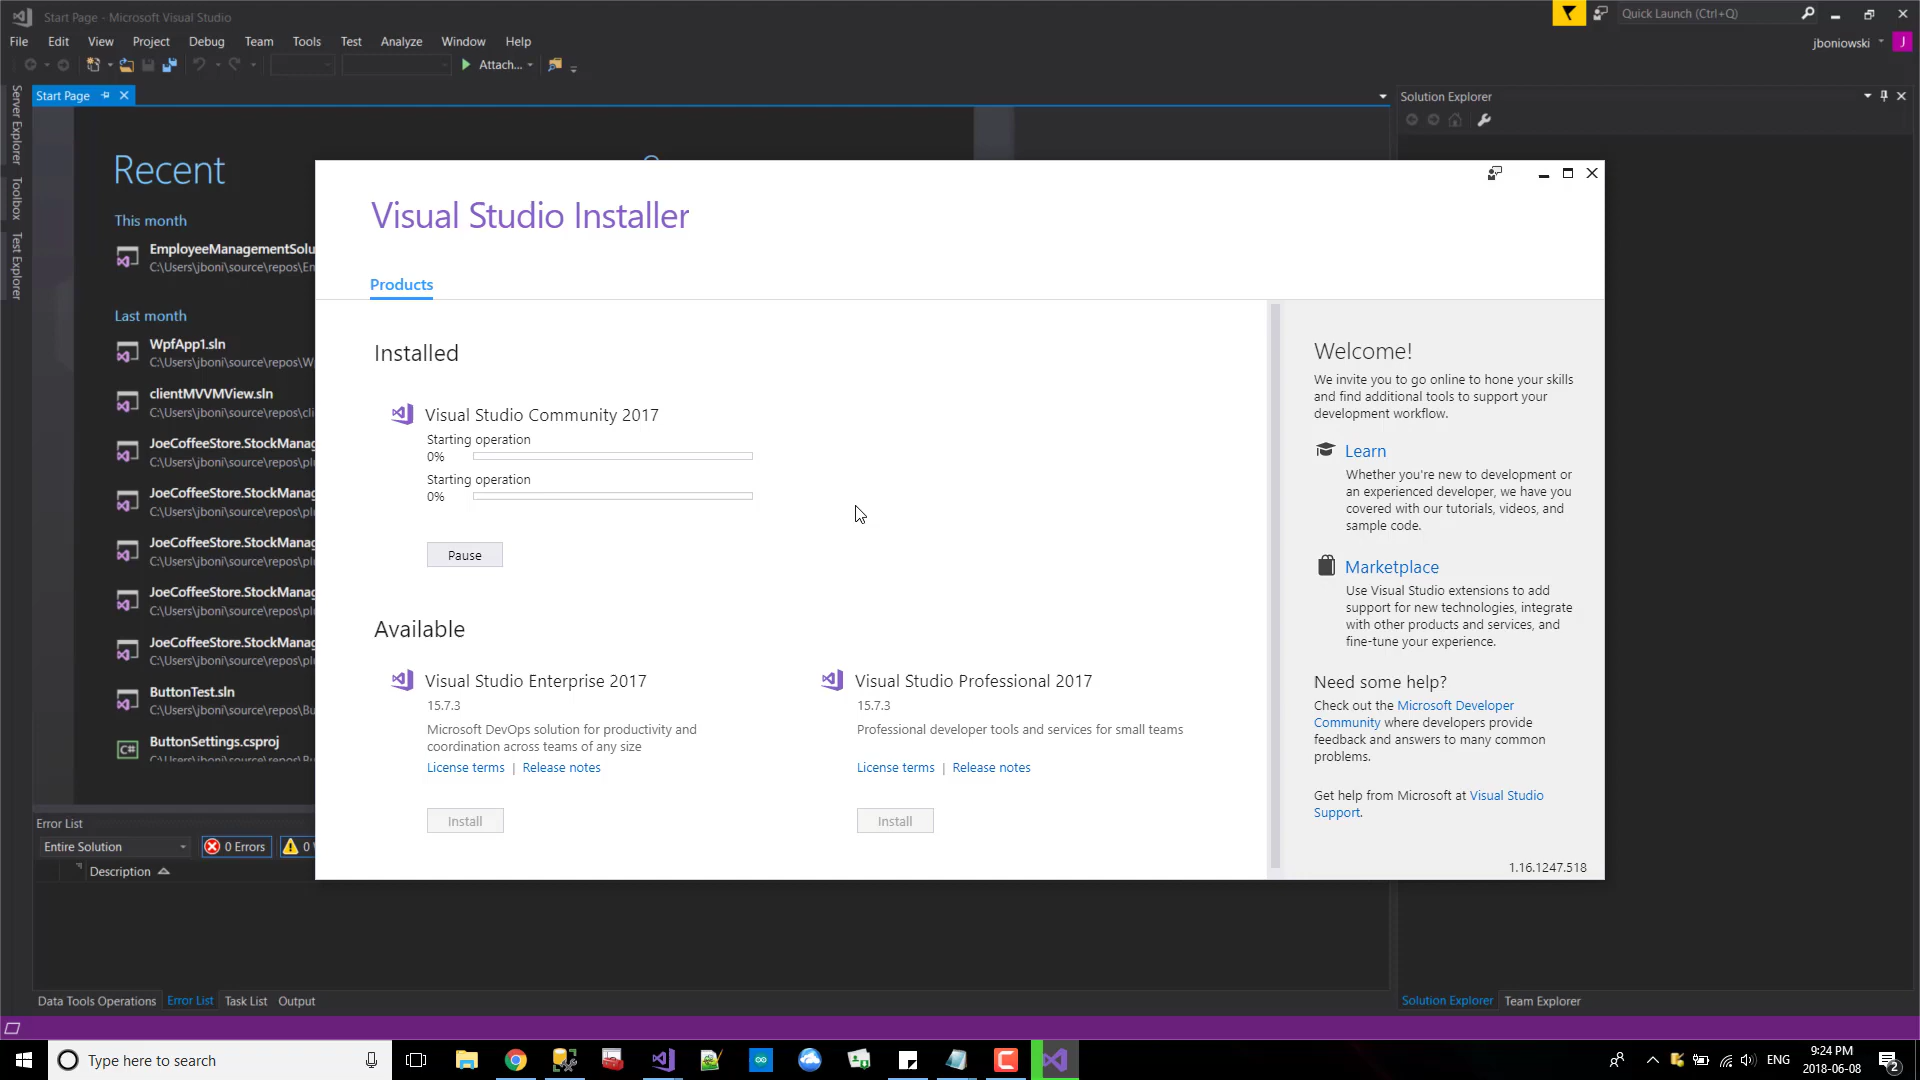 Start Page - Microsoft Visual Studio
Quick Launch (Ctrl+Q)
File Edit View Project Debug Team Tools Test Analyze Window Help
jboniowski
J
Attach...
Server Explorer
Toolbox
Test Explorer
Start Page
Solution Explorer
Recent
This month
EmployeeManagementSolu
C:\Users\jboni\source\repos\Em
Last month
WpfApp1.sln
C:\Users\jboni\source\repos\W
clientMVVMView.sln
C:\Users\jboni\source\repos\cli
JoeCoffeeStore.StockManag
C:\Users\jboni\source\repos\plu
JoeCoffeeStore.StockManag
C:\Users\jboni\source\repos\plu
JoeCoffeeStore.StockManag
C:\Users\jboni\source\repos\plu
JoeCoffeeStore.StockManag
C:\Users\jboni\source\repos\plu
JoeCoffeeStore.StockManag
C:\Users\jboni\source\repos\plu
ButtonTest.sln
C:\Users\jboni\source\repos\Bu
ButtonSettings.csproj
C:\Users\jboni\source\repos\Bu
Visual Studio Installer
Products
Installed
Visual Studio Community 2017
Starting operation
0%
Starting operation
0%
Pause
Available
Visual Studio Enterprise 2017
15.7.3
Microsoft DevOps solution for productivity and
coordination across teams of any size
License terms | Release notes
Install
Visual Studio Professional 2017
15.7.3
Professional developer tools and services for small teams
License terms | Release notes
Install
Welcome!
We invite you to go online to hone your skills
and find additional tools to support your
development workflow.
Learn
Whether you're new to development or
an experienced developer, we have you
covered with our tutorials, videos, and
sample code.
Marketplace
Use Visual Studio extensions to add
support for new technologies, integrate
with other products and services, and
fine-tune your experience.
Need some help?
Check out the Microsoft Developer
Community where developers provide
feedback and answers to many common
problems.
Get help from Microsoft at Visual Studio
Support.
1.16.1247.518
Error List
Entire Solution
0 Errors
0 W
Description
Data Tools Operations Error List Task List Output
Solution Explorer Team Explorer
Type here to search
C#
ENG
9:24 PM
2018-06-08
2